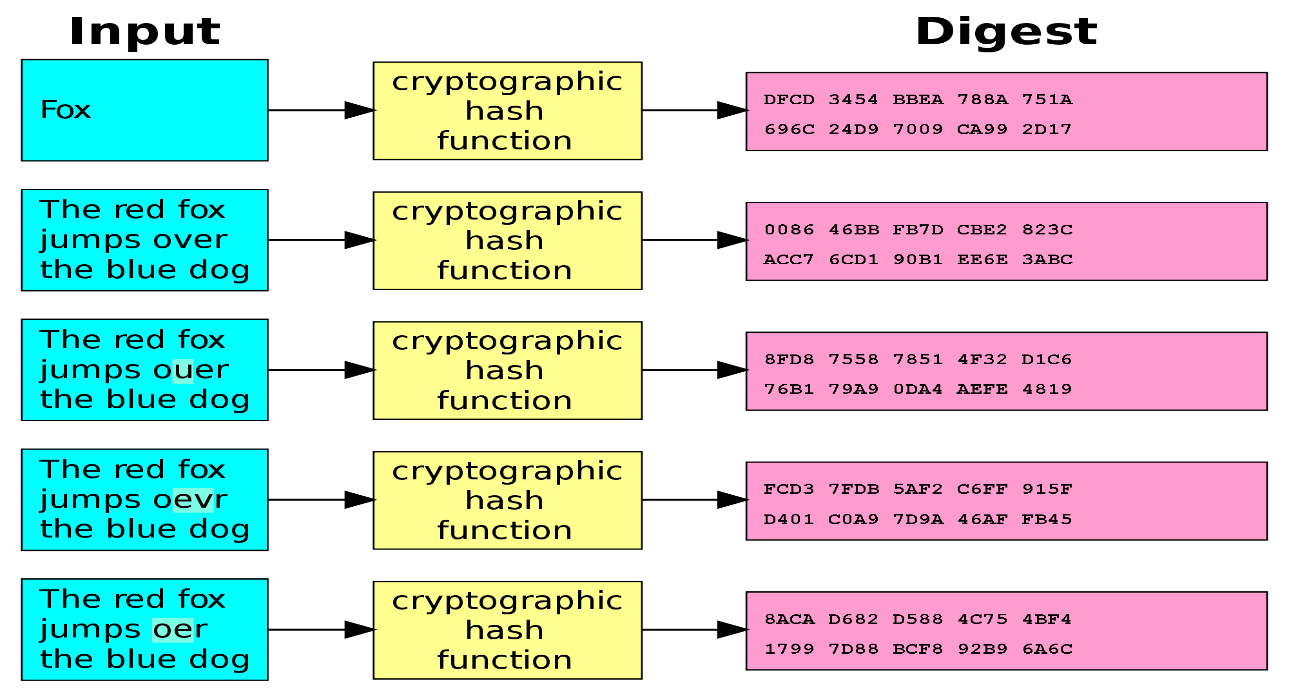 Input
Digest
Fox
cryptographic
hash
function
DFCD 3454 BBEA 788A 751A
696C 24D9 7009 CA99 2D17
The red fox
jumps over
the blue dog
cryptographic
hash
function
0086 46BB FB7D CBE2 823C
ACC7 6CD1 90B1 EE6E 3ABC
The red fox
jumps ouer
the blue dog
cryptographic
hash
function
8FD8 7558 7851 4F32 D1C6
76B1 79A9 0DA4 AEFE 4819
The red fox
jumps oevr
the blue dog
cryptographic
hash
function
FCD3 7FDB 5AF2 C6FF 915F
D401 C0A9 7D9A 46AF FB45
The red fox
jumps oer
the blue dog
cryptographic
hash
function
8ACA D682 D588 4C75 4BF4
1799 7D88 BCF8 92B9 6A6C